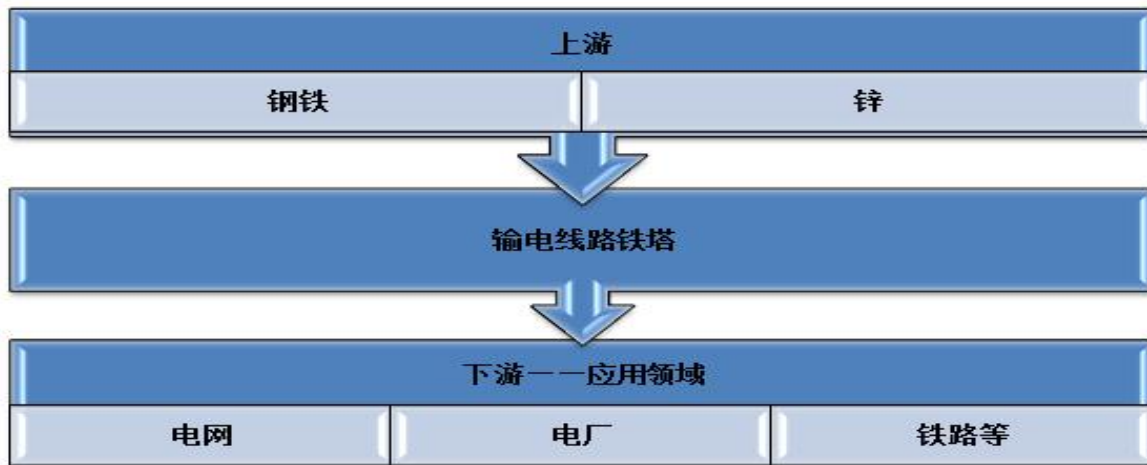 上游
钢铁 锌
输电线路铁塔
下游——应用领域
电网 电厂 铁路等